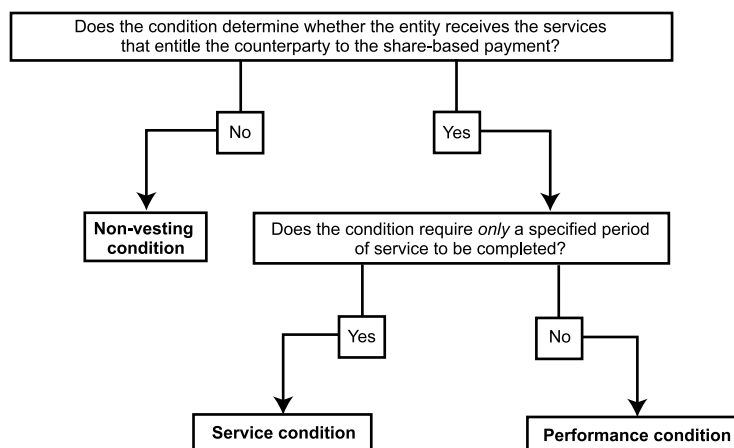 Does the condition determine whether the entity receives the services
that entitle the counterparty to the share-based payment?
No
Yes
Non-vesting
condition
Does the condition require only a specified period
of service to be completed?
Yes
No
Service condition
Performance condition